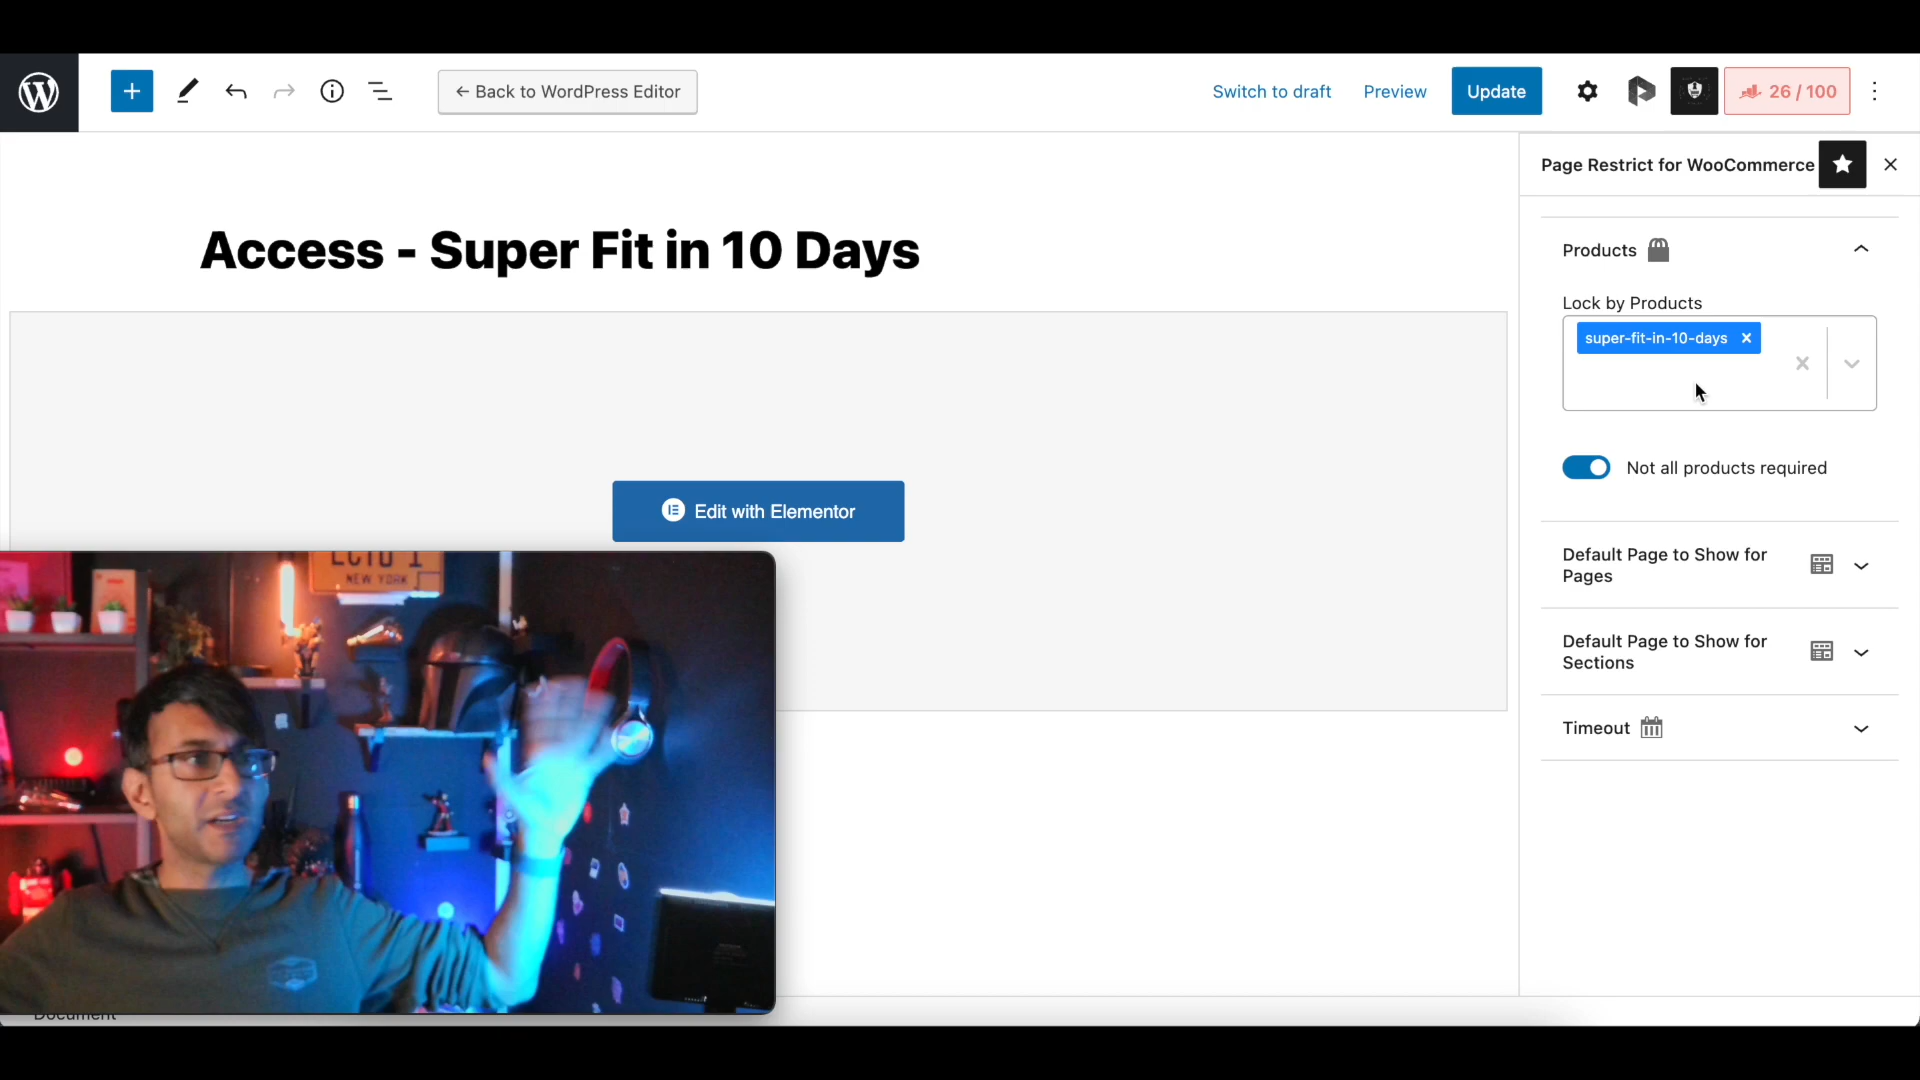 ← Back to WordPress Editor
Switch to draft
Preview
Update
26 / 100
Page Restrict for WooCommerce
Access - Super Fit in 10 Days
Products
Lock by Products
super-fit-in-10-days
Not all products required
Edit with Elementor
Default Page to Show for
Pages
Default Page to Show for
Sections
Timeout
NEW YORK
Document